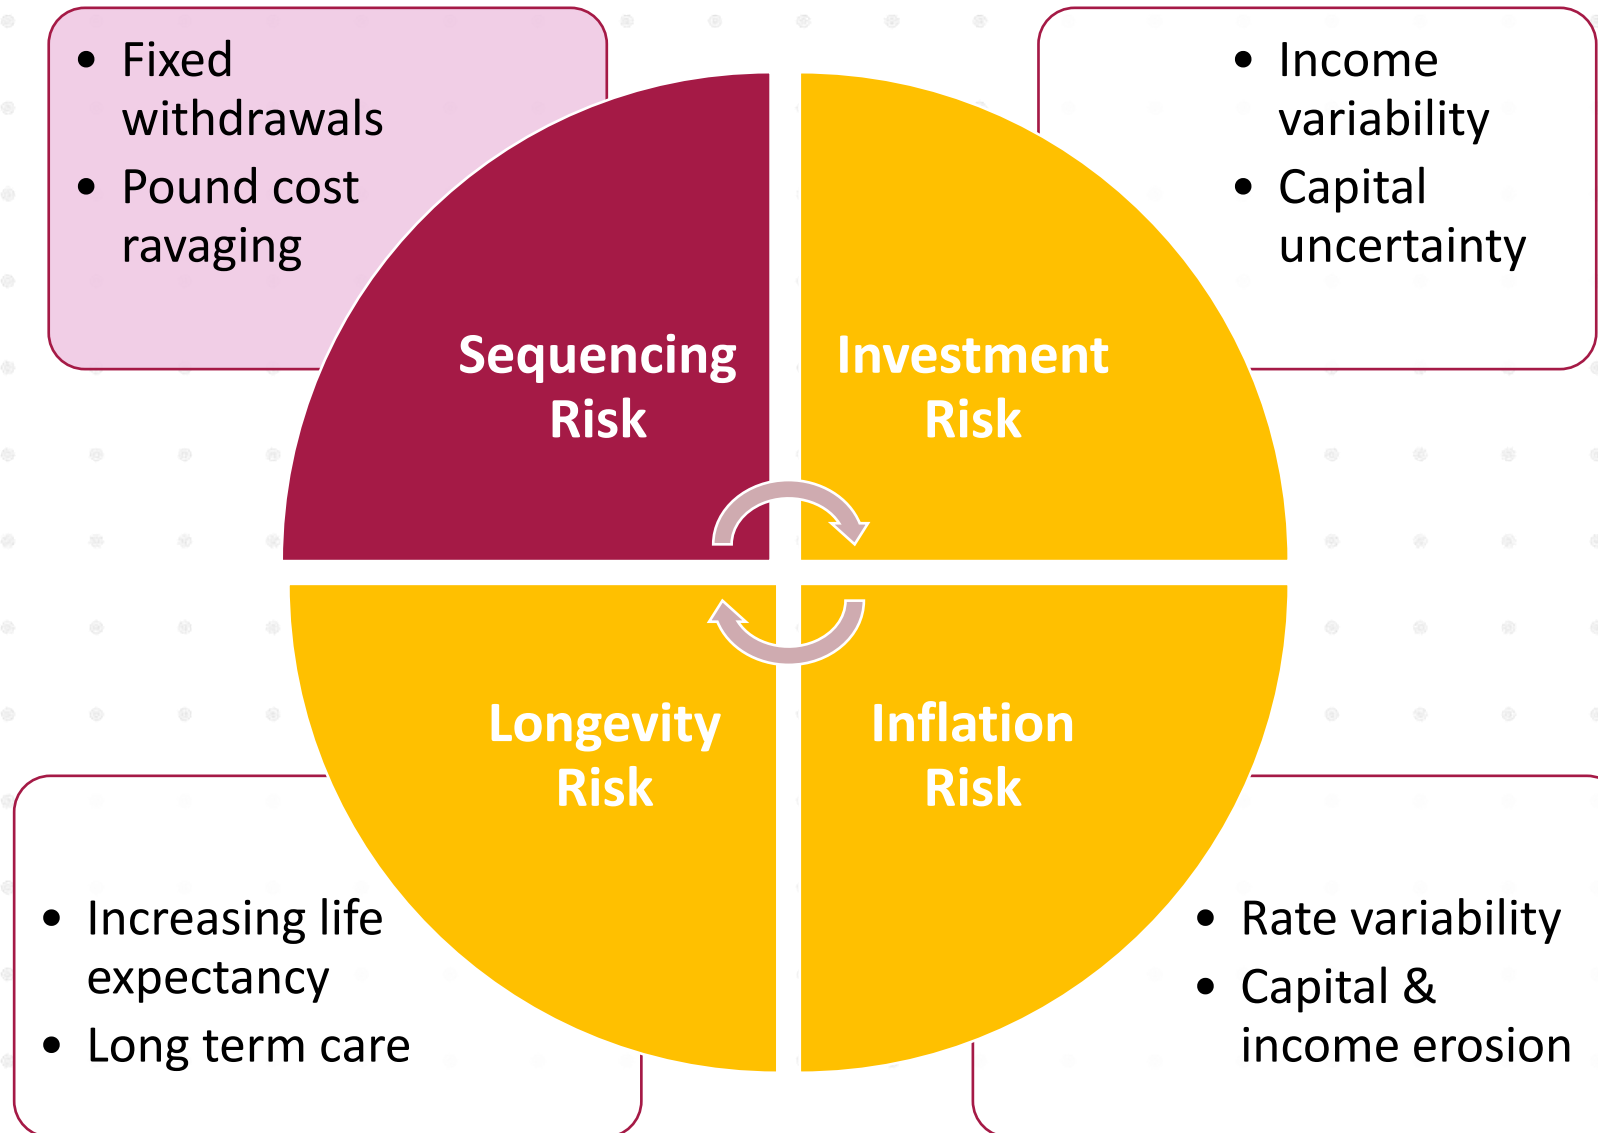 • Fixed
withdrawals
• Pound cost
ravaging
• Income
variability
• Capital
uncertainty
Sequencing
Risk
Investment
Risk
Longevity
Risk
Inflation
Risk
• Increasing life
expectancy
• Long term care
• Rate variability
• Capital &
income erosion